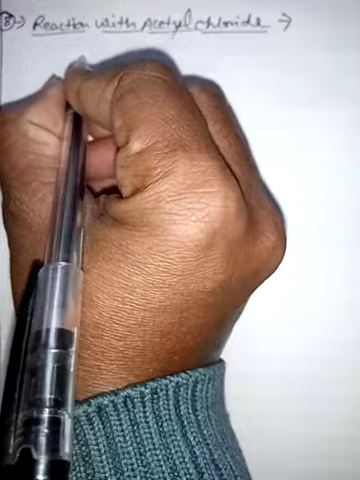 8 → Reaction with Acetyl chloride →